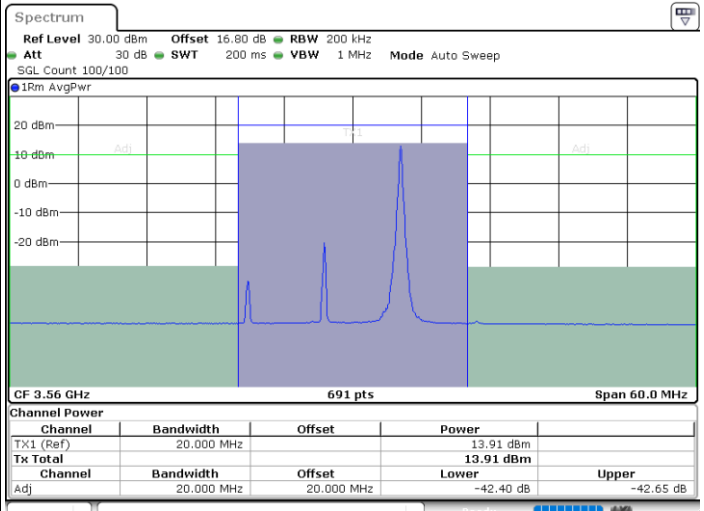 Spectrum
Ref Level 30.00 dBm Offset 16.80 dB RBW 200 kHz
Att 30 dB SWT 200 ms VBW 1 MHz Mode Auto Sweep
SGL Count 100/100
1Rm AvgPwr
20 dBm
TX1
10 dBm Adj Adj
0 dBm
-10 dBm
-20 dBm
CF 3.56 GHz 691 pts Span 60.0 MHz
Channel Power
Channel Bandwidth Offset Power
TX1 (Ref) 20.000 MHz 13.91 dBm
Tx Total 13.91 dBm
Channel Bandwidth Offset Lower Upper
Adj 20.000 MHz 20.000 MHz -42.40 dB -42.65 dB